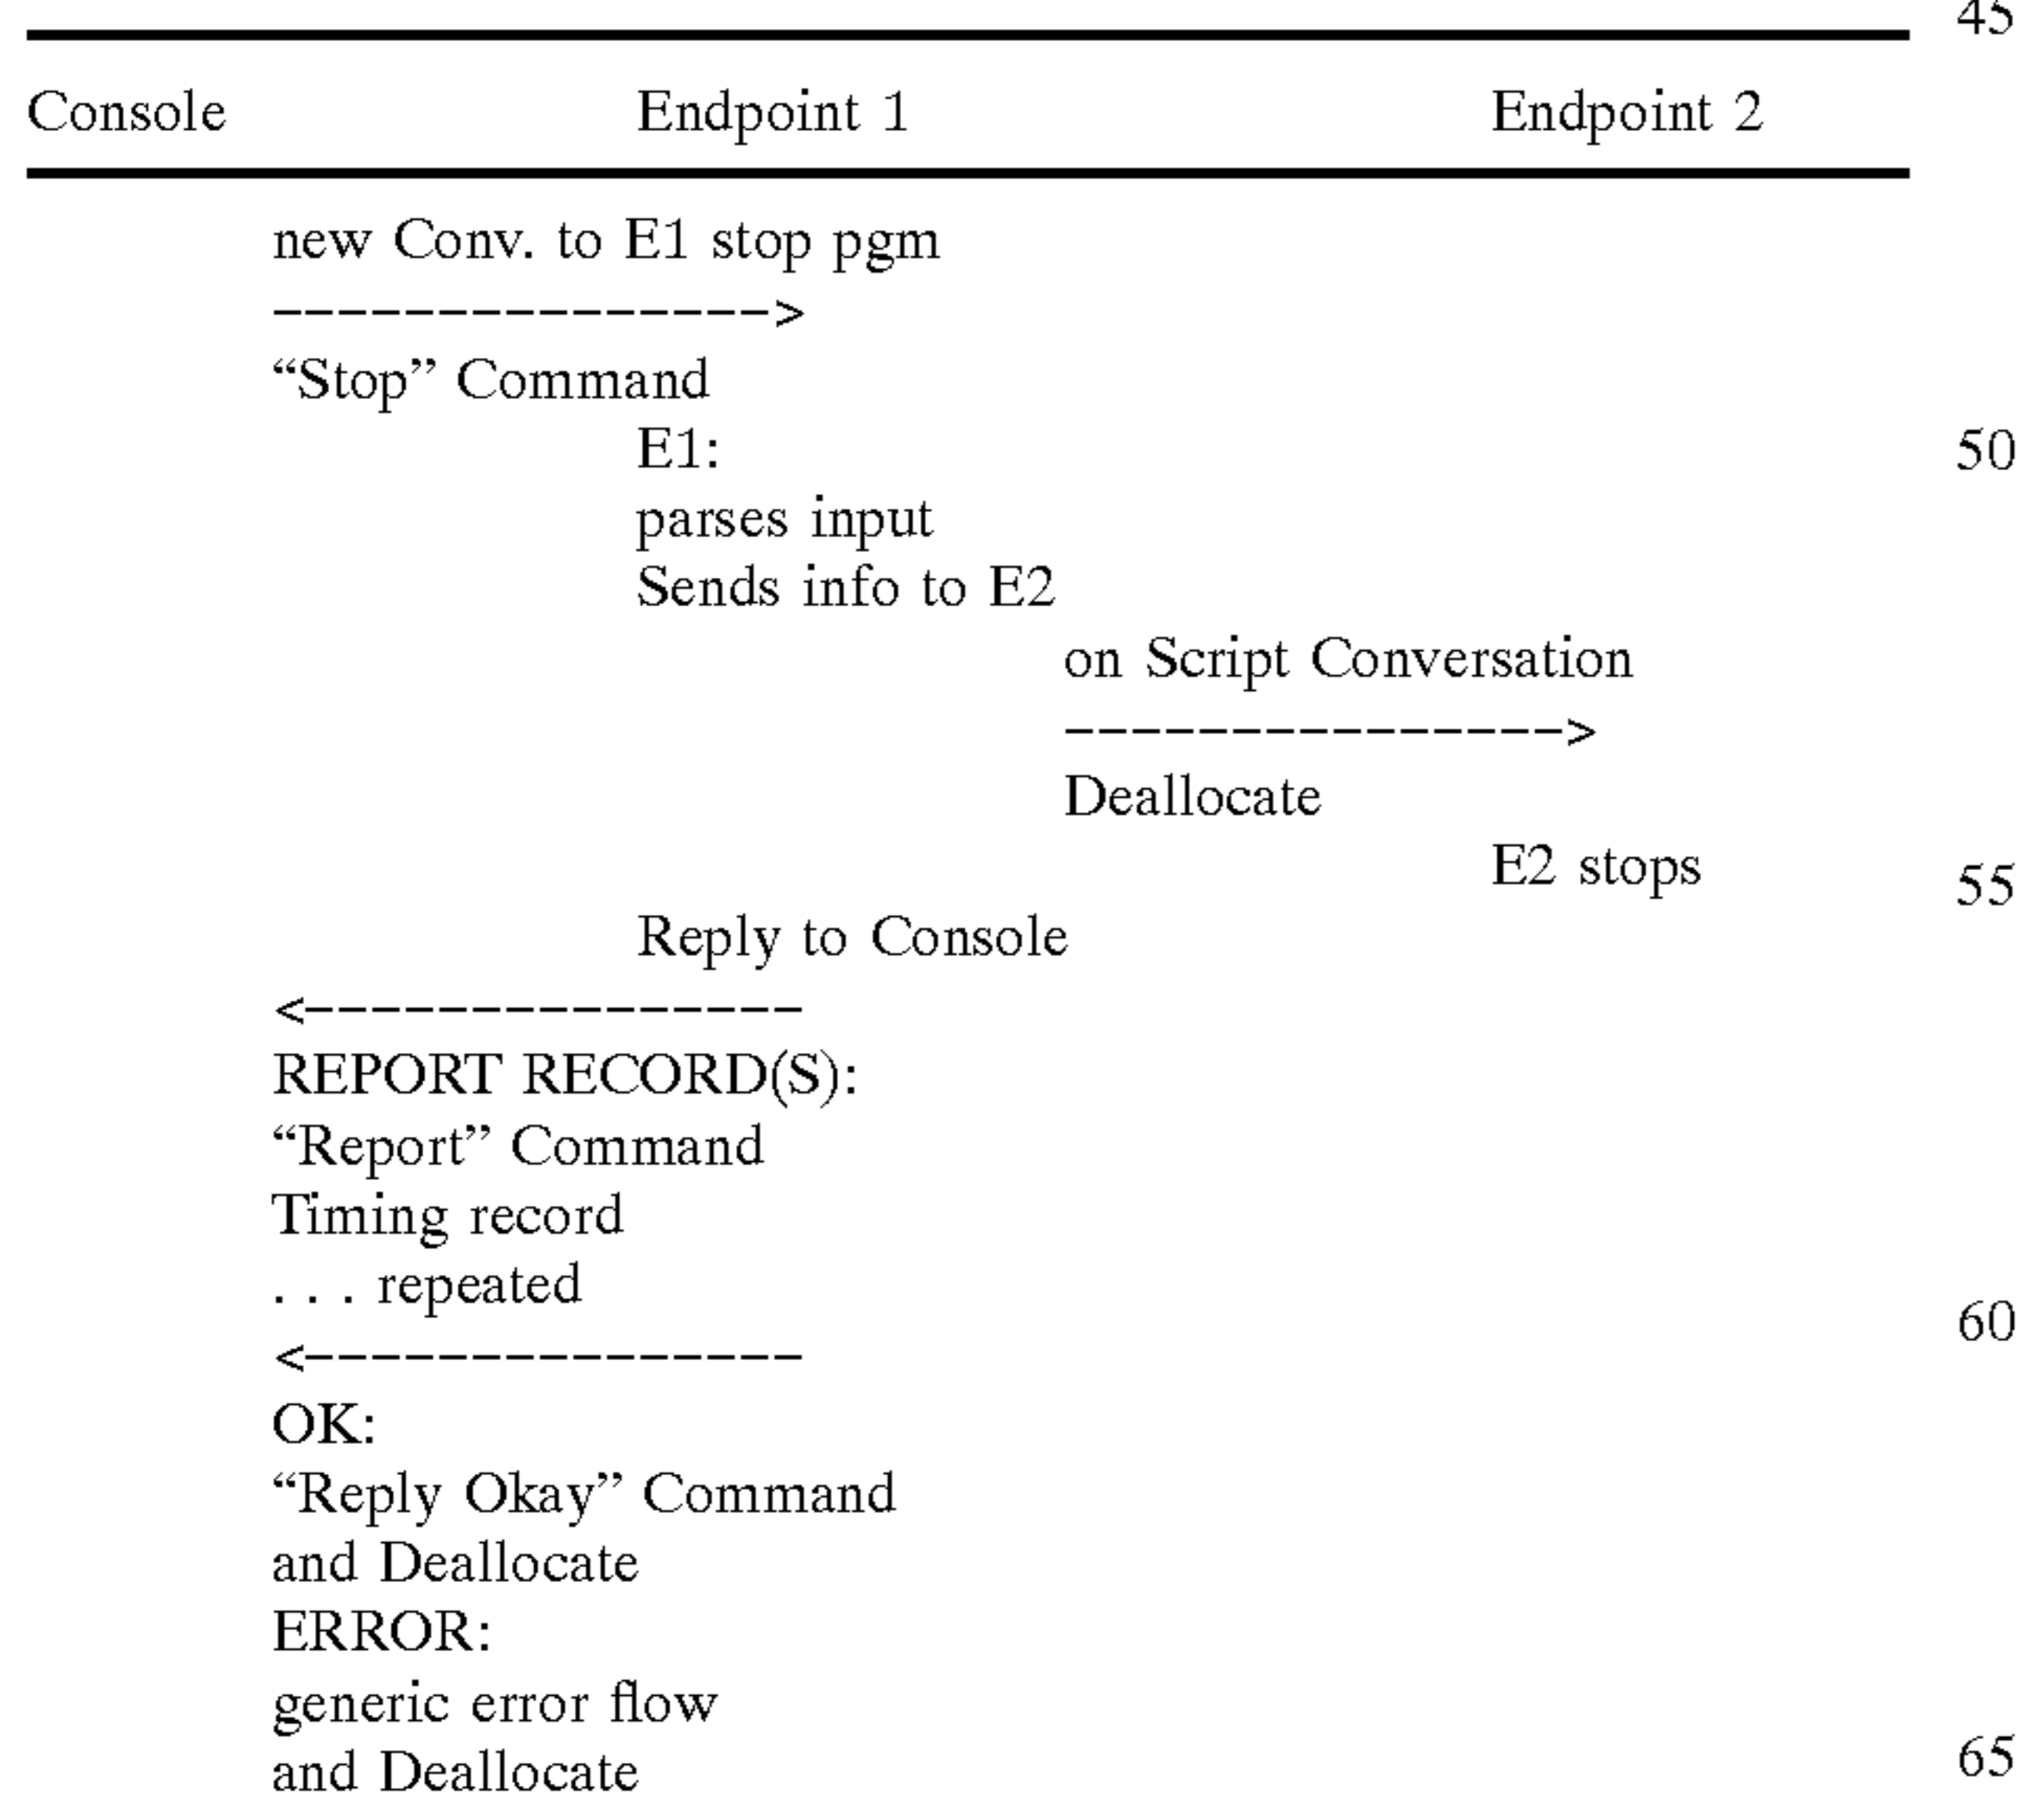 45
Console Endpoint 1 Endpoint 2
new Conv. to E1 stop pgm
--------------->
“Stop” Command
E1: 50
parses input
Sends info to E2
on Script Conversation
--------------->
Deallocate
E2 stops 55
Reply to Console
<---------------
REPORT RECORD(S):
“Report” Command
Timing record
. . . repeated 60
<---------------
OK:
“Reply Okay” Command
and Deallocate
ERROR:
generic error flow
and Deallocate 65